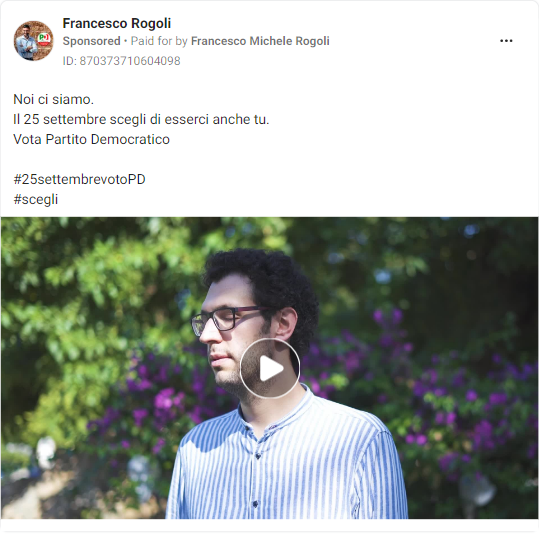 Francesco Rogoli
Sponsored • Paid for by Francesco Michele Rogoli
ID: 870373710604098
Noi ci siamo.
Il 25 settembre scegli di esserci anche tu.
Vota Partito Democratico
#25settembrevotoPD
#scegli